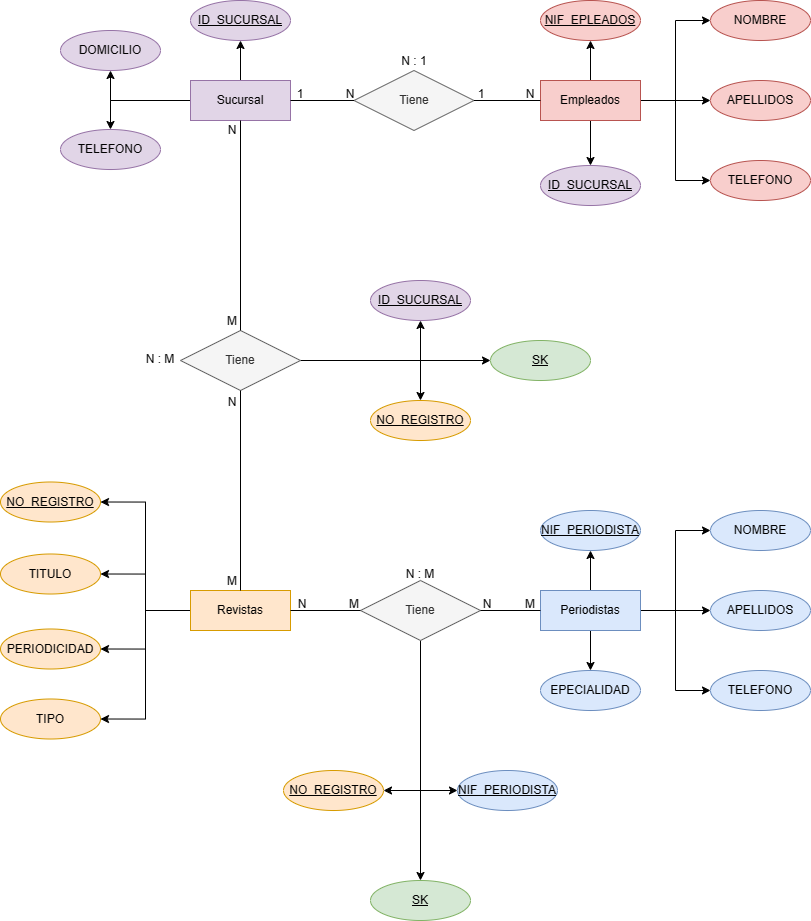 ID_SUCURSAL
NIF_EPLEADOS
NOMBRE
DOMICILIO
N : 1
Sucursal
1
N
Tiene
1
N
Empleados
APELLIDOS
N
TELEFONO
ID_SUCURSAL
TELEFONO
ID_SUCURSAL
M
N : M
Tiene
SK
N
NO_REGISTRO
NO_REGISTRO
NIF_PERIODISTA
NOMBRE
TITULO
N : M
M
Revistas
N
M
Tiene
N
M
Periodistas
APELLIDOS
PERIODICIDAD
EPECIALIDAD
TELEFONO
TIPO
NO_REGISTRO
NIF_PERIODISTA
SK